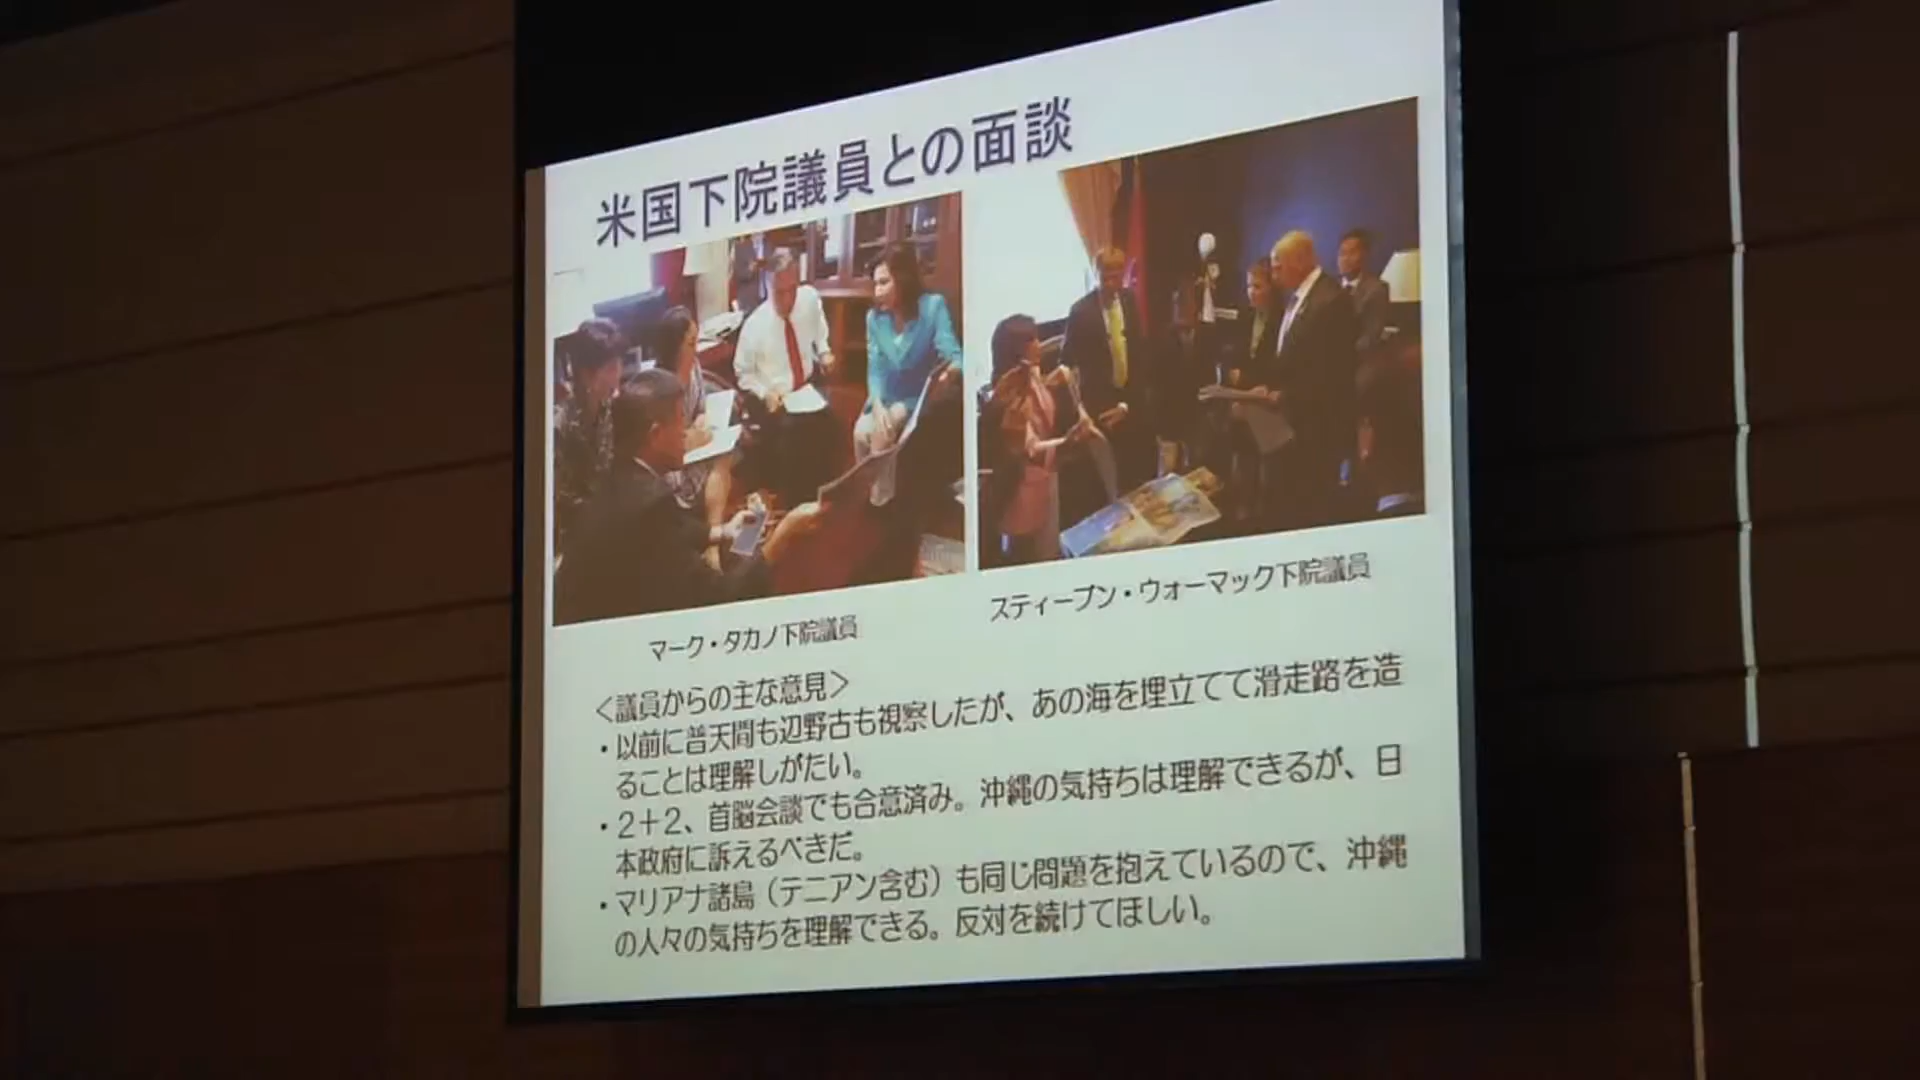 米国下院議員との面談
マーク・タカノ下院議員
スティーブン・ウォーマック下院議員
＜議員からの主な意見＞
・以前に普天間も辺野古も視察したが、あの海を埋立てて滑走路を造
ることは理解しがたい。
・２＋２、首脳会談でも合意済み。沖縄の気持ちは理解できるが、日
本政府に訴えるべきだ。
・マリアナ諸島（テニアン含む）も同じ問題を抱えているので、沖縄
の人々の気持ちを理解できる。反対を続けてほしい。